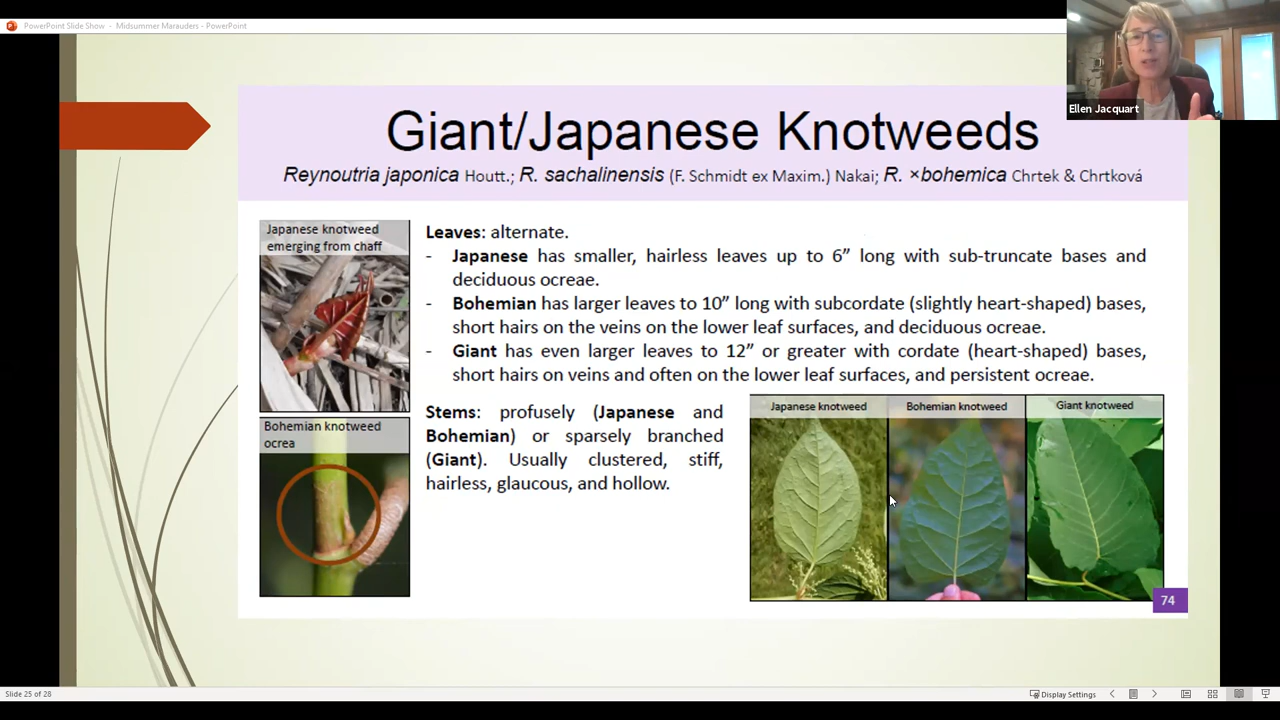 PowerPoint Slide Show - Midsummer Marauders - PowerPoint
Ellen Jacquart
Giant/Japanese Knotweeds
Reynoutria japonica Houtt.; R. sachalinensis (F. Schmidt ex Maxim.) Nakai; R. ×bohemica Chrtek & Chrtková
Japanese knotweed
emerging from chaff
Leaves: alternate.
- Japanese has smaller, hairless leaves up to 6” long with sub-truncate bases and
deciduous ocreae.
- Bohemian has larger leaves to 10” long with subcordate (slightly heart-shaped) bases,
short hairs on the veins on the lower leaf surfaces, and deciduous ocreae.
- Giant has even larger leaves to 12” or greater with cordate (heart-shaped) bases,
short hairs on veins and often on the lower leaf surfaces, and persistent ocreae.
Bohemian knotweed
ocrea
Stems: profusely (Japanese and
Bohemian) or sparsely branched
(Giant). Usually clustered, stiff,
hairless, glaucous, and hollow.
Japanese knotweed
Bohemian knotweed
Giant knotweed
74
Slide 25 of 28
Display Settings